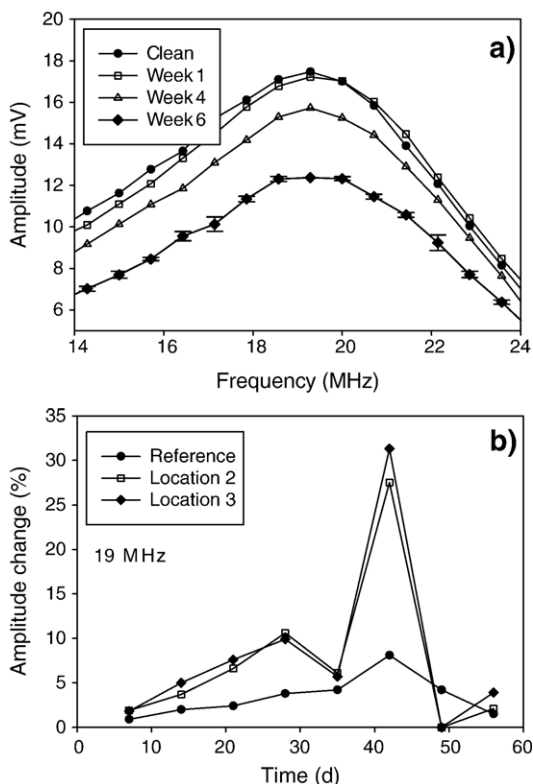 20
18
16
14
12
10
8
6
Amplitude (mV)
Clean
Week 1
Week 4
Week 6
a)
14 16 18 20 22 24
Frequency (MHz)
35
30
25
20
15
10
5
0
Amplitude change (%)
Reference
Location 2
Location 3
b)
19 MHz
0 10 20 30 40 50 60
Time (d)